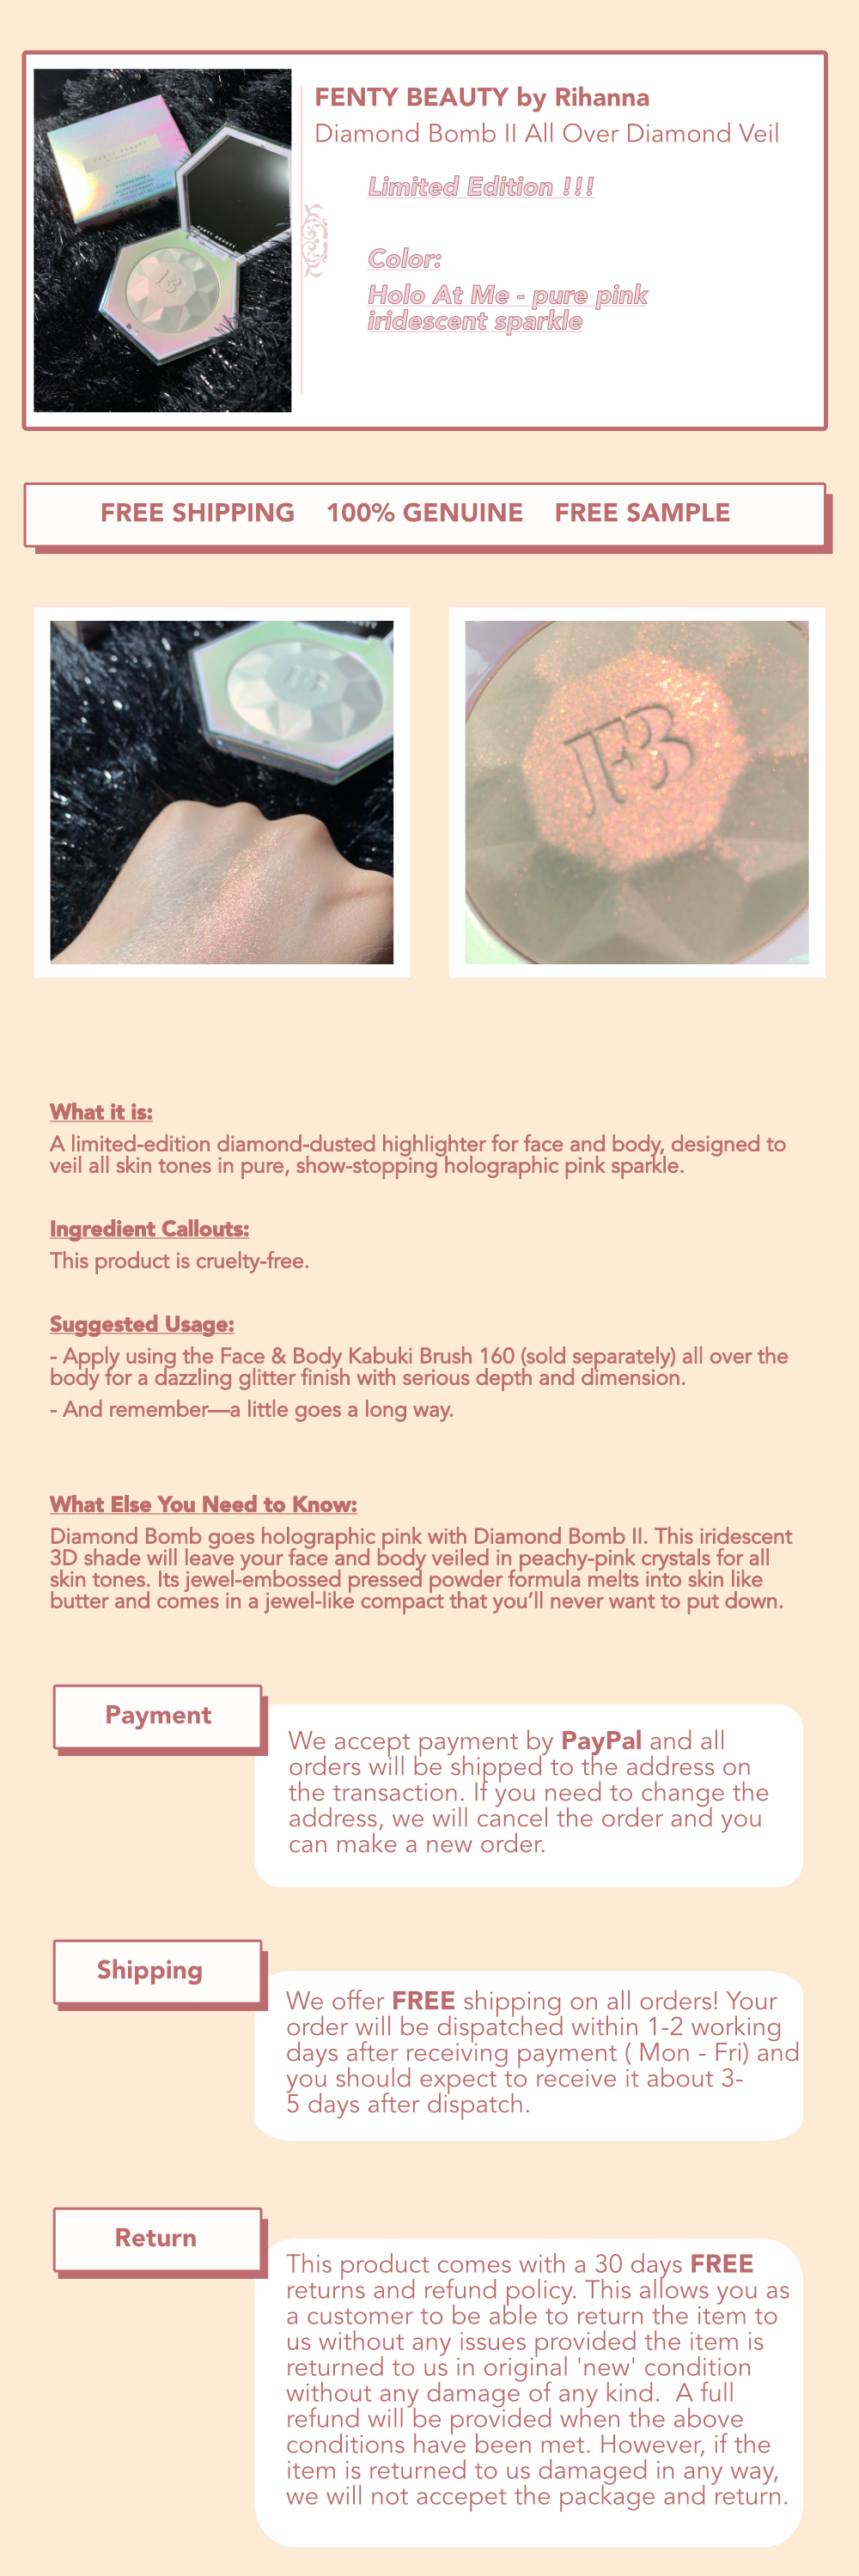 FENTY BEAUTY by Rihanna
Diamond Bomb II All Over Diamond Veil
Limited Edition !!!
Color:
Holo At Me - pure pink
iridescent sparkle
FENTY BEAUTY
FENTY BEAUTY
FB
FREE SHIPPING 100% GENUINE FREE SAMPLE
FB
FB
What it is:
A limited-edition diamond-dusted highlighter for face and body, designed to
veil all skin tones in pure, show-stopping holographic pink sparkle.
Ingredient Callouts:
This product is cruelty-free.
Suggested Usage:
- Apply using the Face & Body Kabuki Brush 160 (sold separately) all over the
body for a dazzling glitter finish with serious depth and dimension.
- And remember—a little goes a long way.
What Else You Need to Know:
Diamond Bomb goes holographic pink with Diamond Bomb II. This iridescent
3D shade will leave your face and body veiled in peachy-pink crystals for all
skin tones. Its jewel-embossed pressed powder formula melts into skin like
butter and comes in a jewel-like compact that you’ll never want to put down.
Payment
We accept payment by PayPal and all
orders will be shipped to the address on
the transaction. If you need to change the
address, we will cancel the order and you
can make a new order.
Shipping
We offer FREE shipping on all orders! Your
order will be dispatched within 1-2 working
days after receiving payment ( Mon - Fri) and
you should expect to receive it about 3-
5 days after dispatch.
Return
This product comes with a 30 days FREE
returns and refund policy. This allows you as
a customer to be able to return the item to
us without any issues provided the item is
returned to us in original 'new' condition
without any damage of any kind.  A full
refund will be provided when the above
conditions have been met. However, if the
item is returned to us damaged in any way,
we will not accepet the package and return.